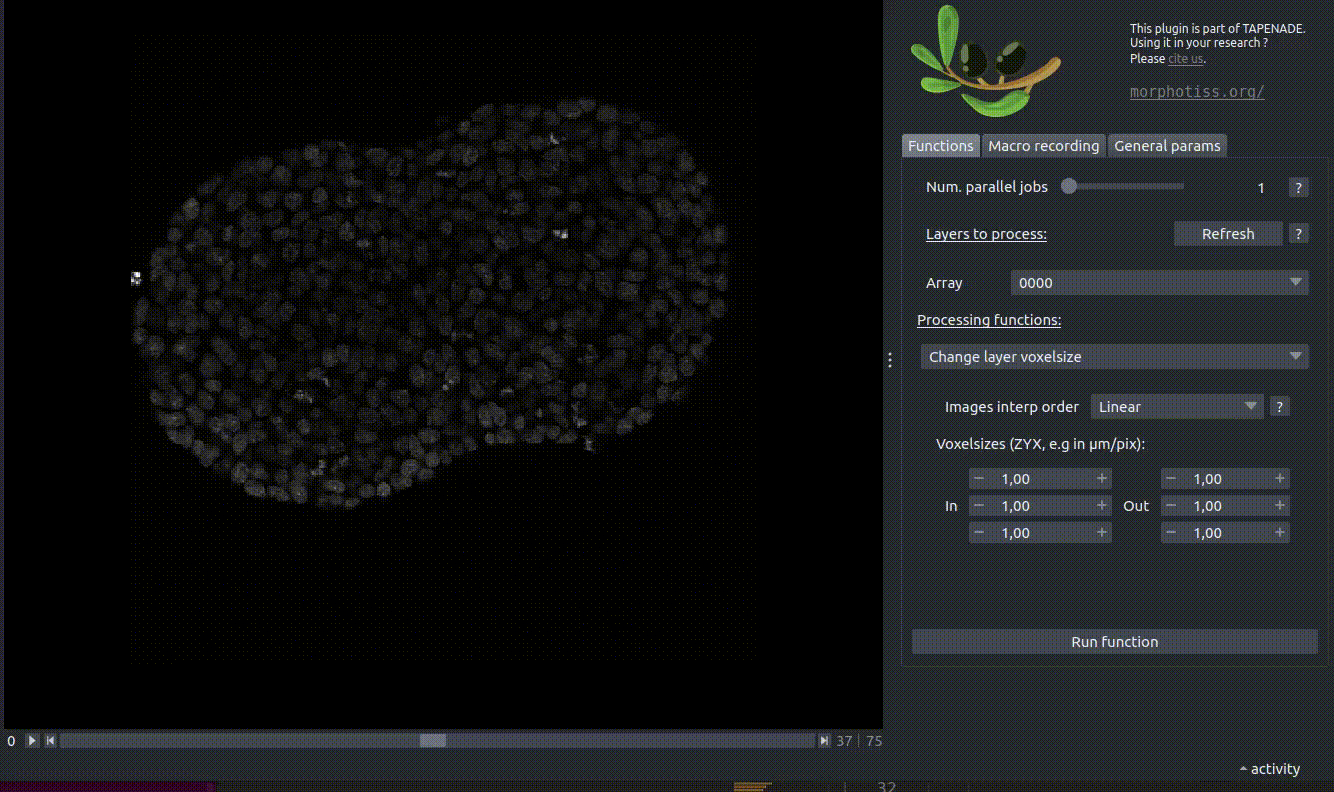 This plugin is part of TAPENADE.
Using it in your research ?
Please cite us.
morphotiss.org/
Functions Macro recording General params
Num. parallel jobs 1 ?
Layers to process: Refresh ?
Array 0000
Processing functions:
Change layer voxelsize
Images interp order Linear ?
Voxelsizes (ZYX, e.g in µm/pix):
− 1,00 + − 1,00 +
In − 1,00 + Out − 1,00 +
− 1,00 + − 1,00 +
Run function
0 37 | 75
activity
32